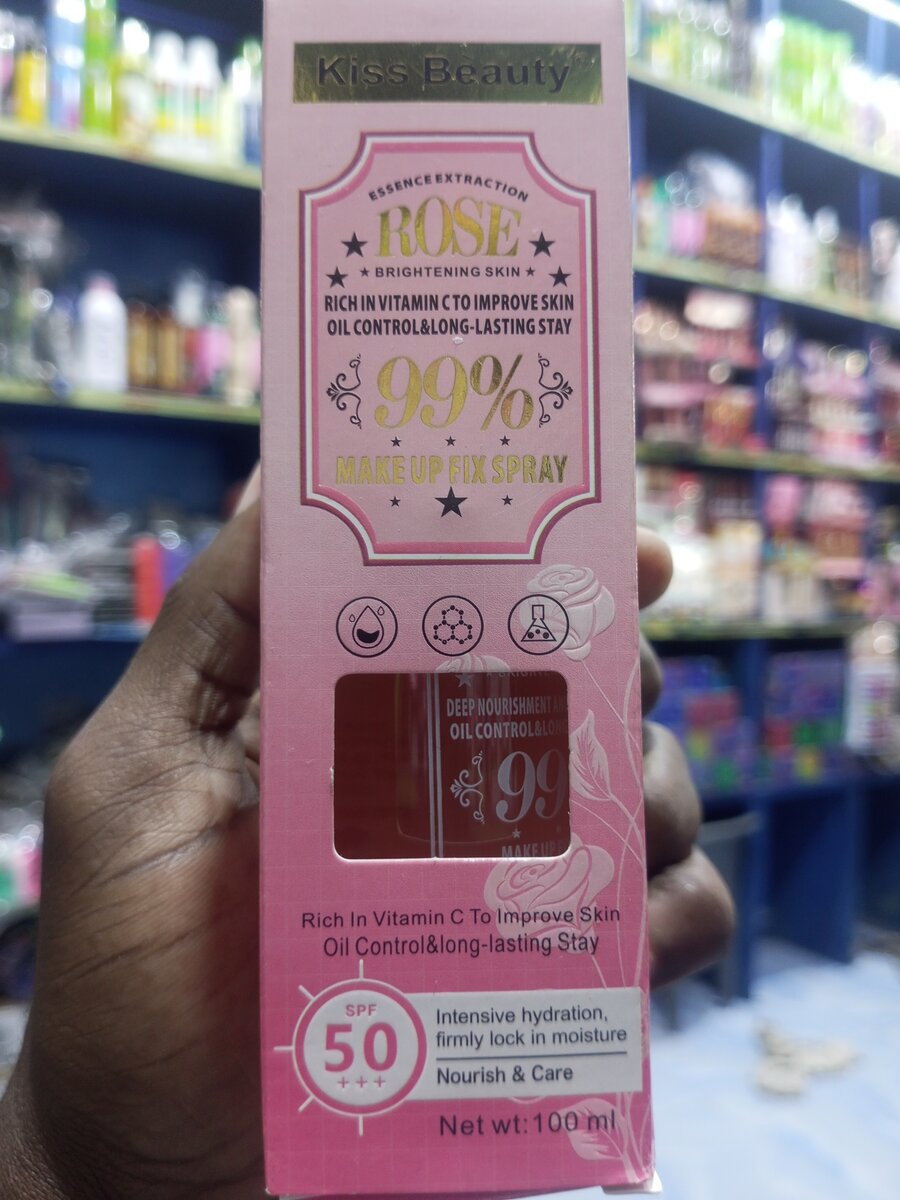 Kiss Beauty
ESSENCE EXTRACTION
ROSE
BRIGHTENING SKIN
RICH IN VITAMIN C TO IMPROVE SKIN
OIL CONTROL&LONG-LASTING STAY
99%
MAKE UP FIX SPRAY
DEEP NOURISHMENT
OIL CONTROL&LON
99
MAKE UP
Rich In Vitamin C To Improve Skin
Oil Control&long-lasting Stay
SPF
50
+++
Intensive hydration,
firmly lock in moisture
Nourish & Care
Net wt:100 ml